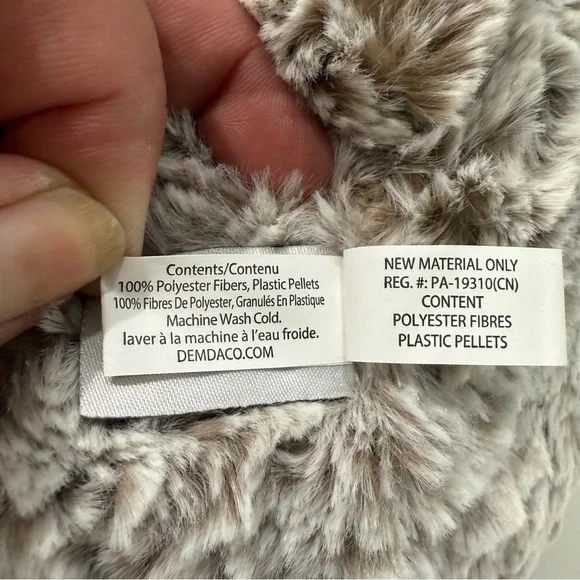 Contents/Contenu
100% Polyester Fibers, Plastic Pellets
100% Fibres De Polyester, Granulés En Plastique
Machine Wash Cold.
laver à la machine à l'eau froide.
DEMDACO.COM
NEW MATERIAL ONLY
REG. #: PA-19310(CN)
CONTENT
POLYESTER FIBRES
PLASTIC PELLETS